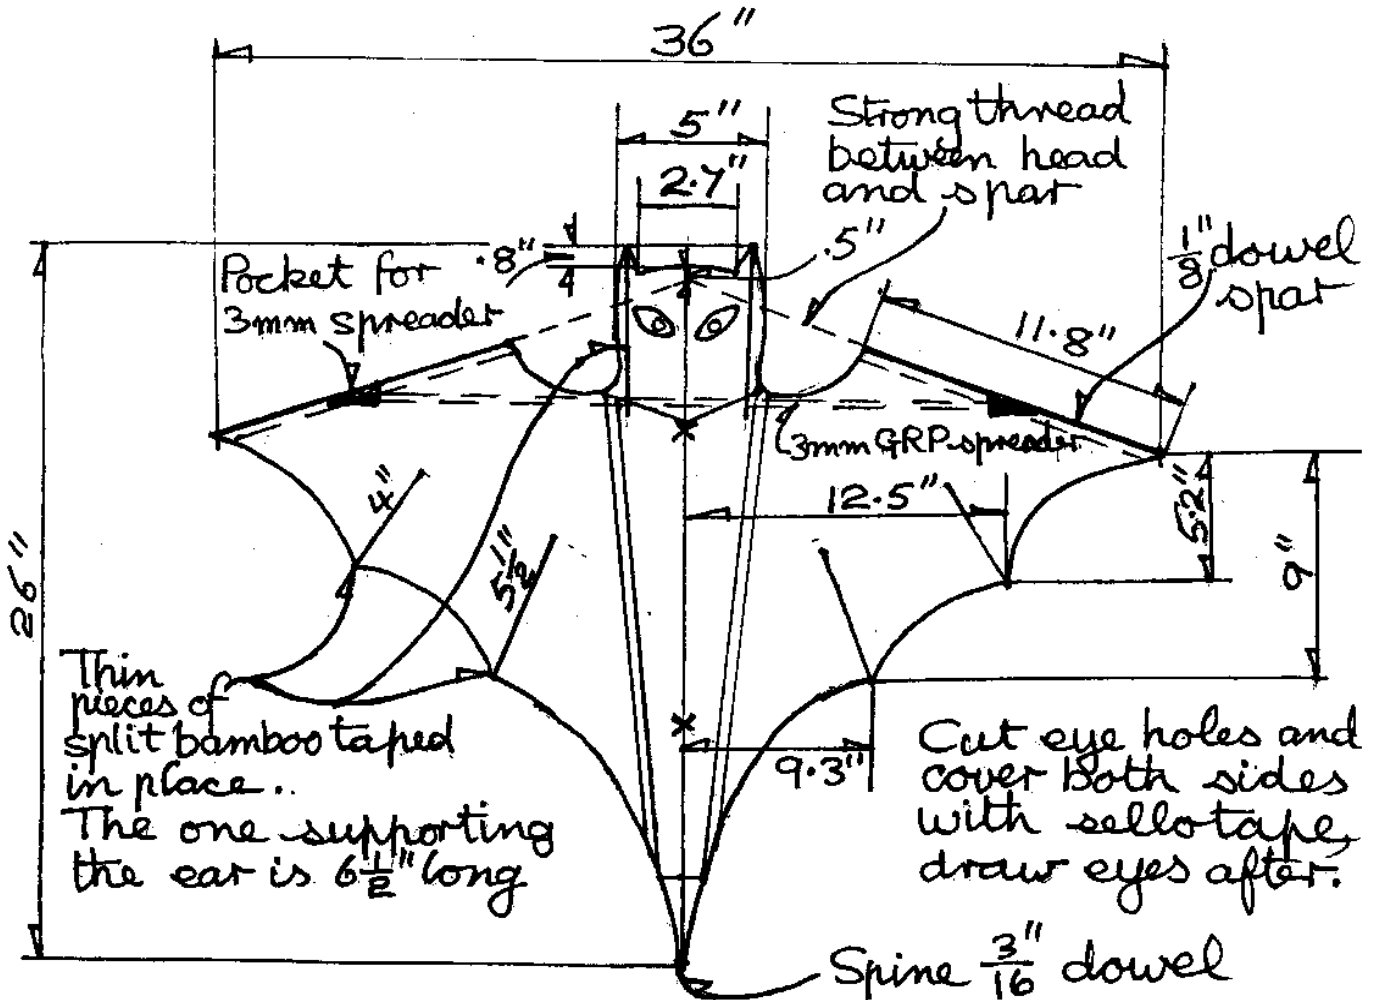 36"
5"
Strong thread
between head
and spar
2.7"
.5"
.8"
1/8" dowel
spar
Pocket for
3mm spreader
11.8"
3mm GRP spreader
4"
12.5"
5.2"
5 1/2"
9"
26"
Thin
pieces of
split bamboo taped
in place..
The one supporting
the ear is 6 1/2" long
9.3"
Cut eye holes and
cover both sides
with sellotape,
draw eyes after.
Spine 3/16" dowel